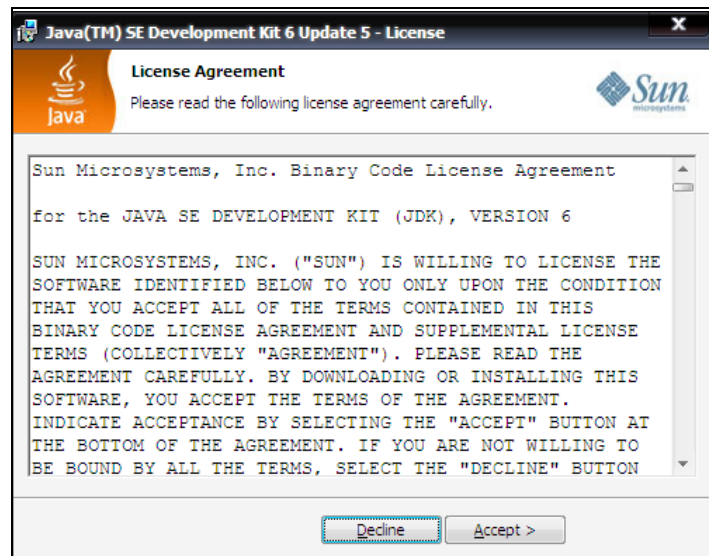 Java(TM) SE Development Kit 6 Update 5 - License
x
License Agreement
Please read the following license agreement carefully.
Java
Sun
microsystems
Sun Microsystems, Inc. Binary Code License Agreement
for the JAVA SE DEVELOPMENT KIT (JDK), VERSION 6
SUN MICROSYSTEMS, INC. ("SUN") IS WILLING TO LICENSE THE
SOFTWARE IDENTIFIED BELOW TO YOU ONLY UPON THE CONDITION
THAT YOU ACCEPT ALL OF THE TERMS CONTAINED IN THIS
BINARY CODE LICENSE AGREEMENT AND SUPPLEMENTAL LICENSE
TERMS (COLLECTIVELY "AGREEMENT"). PLEASE READ THE
AGREEMENT CAREFULLY. BY DOWNLOADING OR INSTALLING THIS
SOFTWARE, YOU ACCEPT THE TERMS OF THE AGREEMENT.
INDICATE ACCEPTANCE BY SELECTING THE "ACCEPT" BUTTON AT
THE BOTTOM OF THE AGREEMENT. IF YOU ARE NOT WILLING TO
BE BOUND BY ALL THE TERMS, SELECT THE "DECLINE" BUTTON
Decline
Accept >